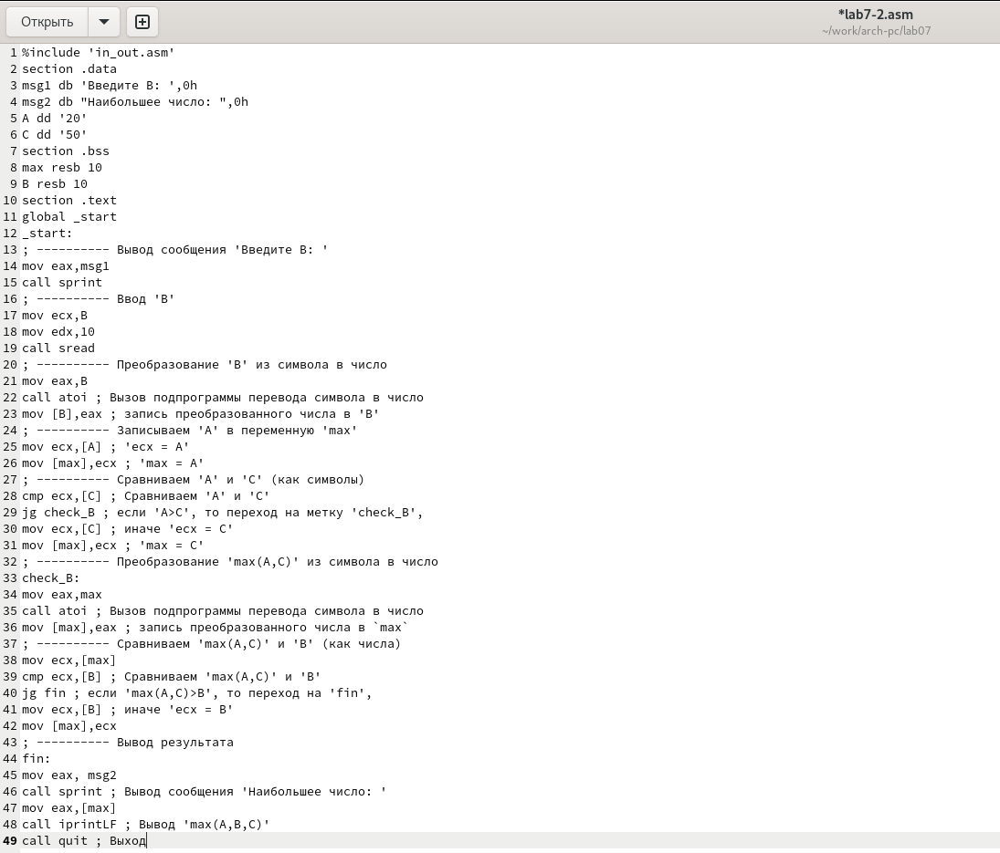 Открыть
*lab7-2.asm
~/work/arch-pc/lab07
1 %include 'in_out.asm'
2 section .data
3 msg1 db 'Введите B: ',0h
4 msg2 db "Наибольшее число: ",0h
5 A dd '20'
6 C dd '50'
7 section .bss
8 max resb 10
9 B resb 10
10 section .text
11 global _start
12 _start:
13 ; ---------- Вывод сообщения 'Введите B: '
14 mov eax,msg1
15 call sprint
16 ; ---------- Ввод 'B'
17 mov ecx,B
18 mov edx,10
19 call sread
20 ; ---------- Преобразование 'B' из символа в число
21 mov eax,B
22 call atoi ; Вызов подпрограммы перевода символа в число
23 mov [B],eax ; запись преобразованного числа в 'B'
24 ; ---------- Записываем 'A' в переменную 'max'
25 mov ecx,[A] ; 'ecx = A'
26 mov [max],ecx ; 'max = A'
27 ; ---------- Сравниваем 'A' и 'C' (как символы)
28 cmp ecx,[C] ; Сравниваем 'A' и 'C'
29 jg check_B ; если 'A>C', то переход на метку 'check_B',
30 mov ecx,[C] ; иначе 'ecx = C'
31 mov [max],ecx ; 'max = C'
32 ; ---------- Преобразование 'max(A,C)' из символа в число
33 check_B:
34 mov eax,max
35 call atoi ; Вызов подпрограммы перевода символа в число
36 mov [max],eax ; запись преобразованного числа в `max`
37 ; ---------- Сравниваем 'max(A,C)' и 'B' (как числа)
38 mov ecx,[max]
39 cmp ecx,[B] ; Сравниваем 'max(A,C)' и 'B'
40 jg fin ; если 'max(A,C)>B', то переход на 'fin',
41 mov ecx,[B] ; иначе 'ecx = B'
42 mov [max],ecx
43 ; ---------- Вывод результата
44 fin:
45 mov eax, msg2
46 call sprint ; Вывод сообщения 'Наибольшее число: '
47 mov eax,[max]
48 call iprintLF ; Вывод 'max(A,B,C)'
49 call quit ; Выход